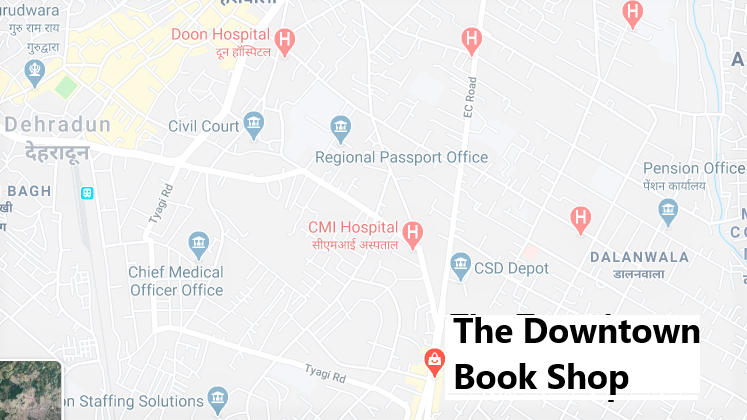 Doon Hospital
दून हॉस्पिटल
गुरु राम राय
गुरुद्वारा
EC Road
Dehradun
देहरादून
Civil Court
Regional Passport Office
Pension Office
पेंशन कार्यालय
BAGH
Tyagi Rd
CMI Hospital
सीएमआई अस्पताल
DALANWALA
डालनवाला
Chief Medical
Officer Office
CSD Depot
The Downtown
Book Shop
Tyagi Rd
Staffing Solutions